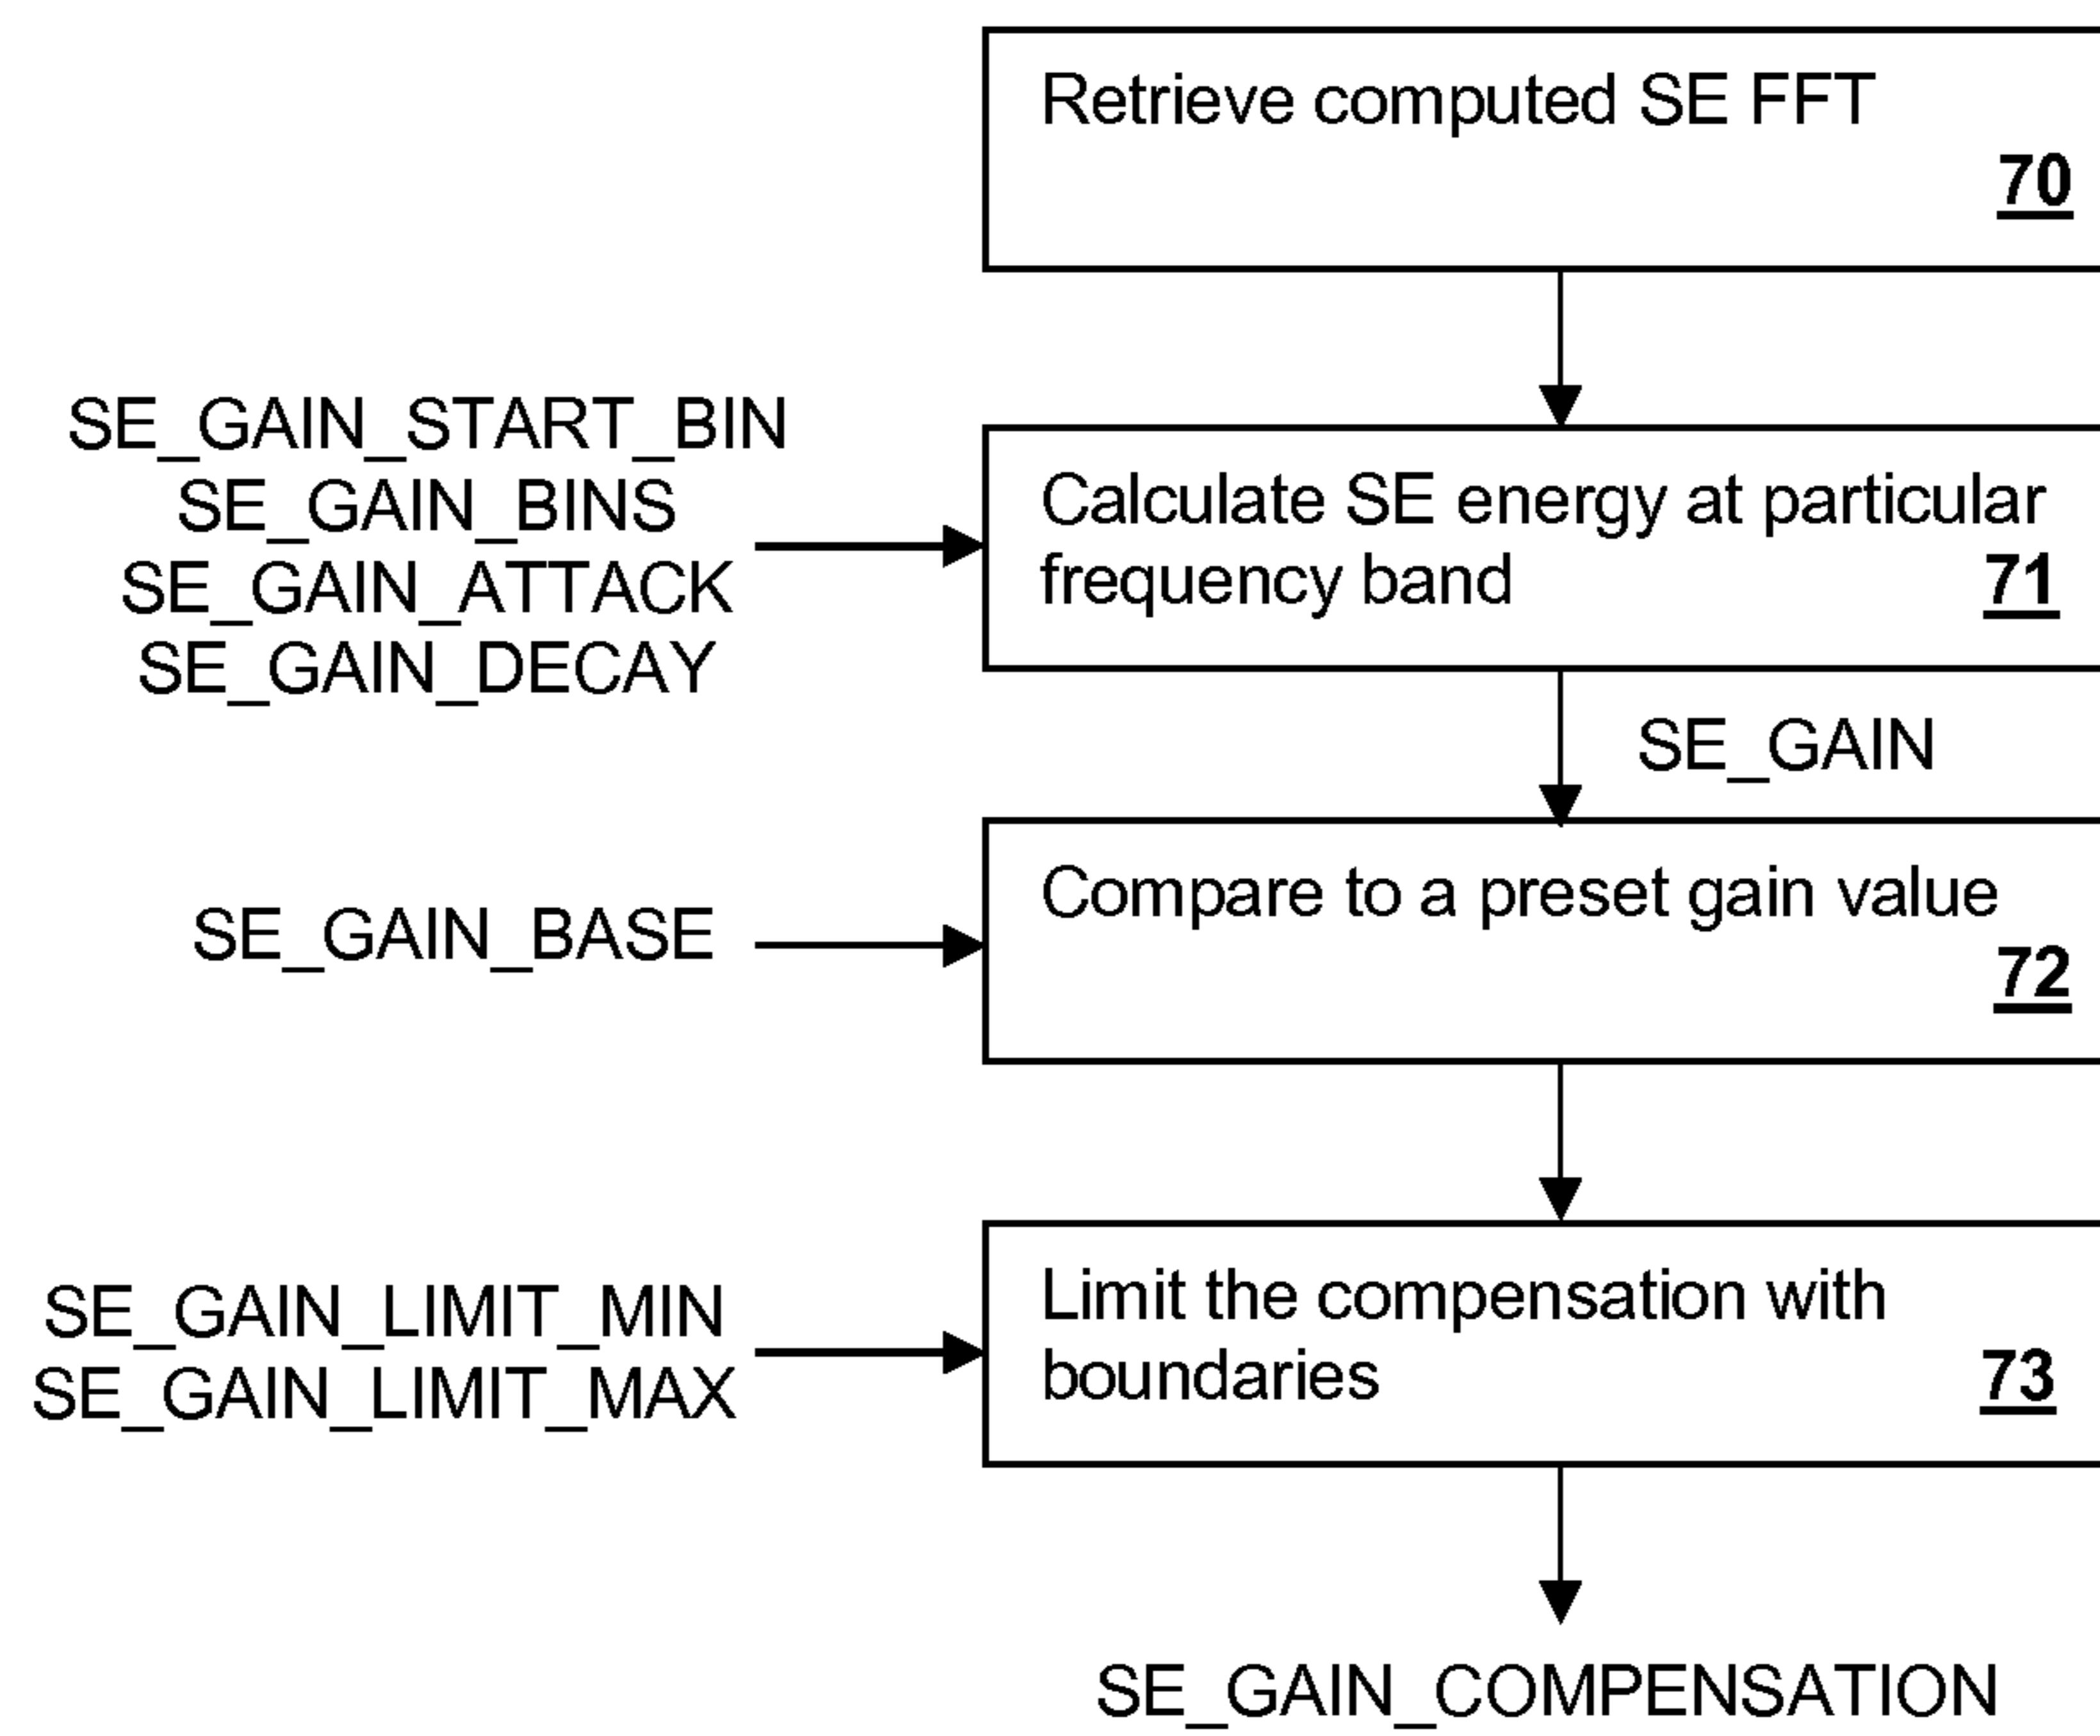 Retrieve computed SE FFT
70
SE_GAIN_START_BIN
SE_GAIN_BINS
SE_GAIN_ATTACK
SE_GAIN_DECAY
Calculate SE energy at particular
frequency band
71
SE_GAIN
SE_GAIN_BASE
Compare to a preset gain value
72
SE_GAIN_LIMIT_MIN
SE_GAIN_LIMIT_MAX
Limit the compensation with
boundaries
73
SE_GAIN_COMPENSATION